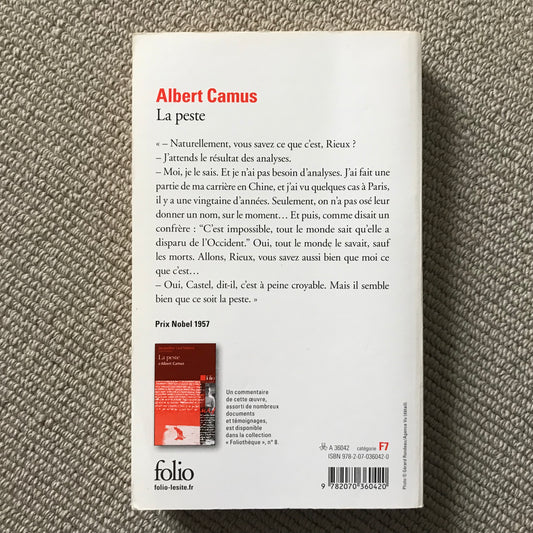 Albert Camus
La peste
« – Naturellement, vous savez ce que c'est, Rieux ?
– J'attends le résultat des analyses.
– Moi, je le sais. Et je n'ai pas besoin d'analyses. J'ai fait une
partie de ma carrière en Chine, et j'ai vu quelques cas à Paris,
il y a une vingtaine d'années. Seulement, on n'a pas osé leur
donner un nom, sur le moment… Et puis, comme disait un
confrère : “C'est impossible, tout le monde sait qu'elle a
disparu de l'Occident.” Oui, tout le monde le savait, sauf
les morts. Allons, Rieux, vous savez aussi bien que moi ce
que c'est…
– Oui, Castel, dit-il, c'est à peine croyable. Mais il semble
bien que ce soit la peste. »
Prix Nobel 1957
La peste
d'Albert Camus
Un commentaire
de cette œuvre,
assorti de nombreux
documents
et témoignages,
est disponible
dans la collection
« Foliothèque », n° 8.
folio
folio-lesite.fr
A 36042 catégorie F7
ISBN 978-2-07-036042-0
9 782070 360420
Photo © Gérard Rondeau/Agence Vu (détail).